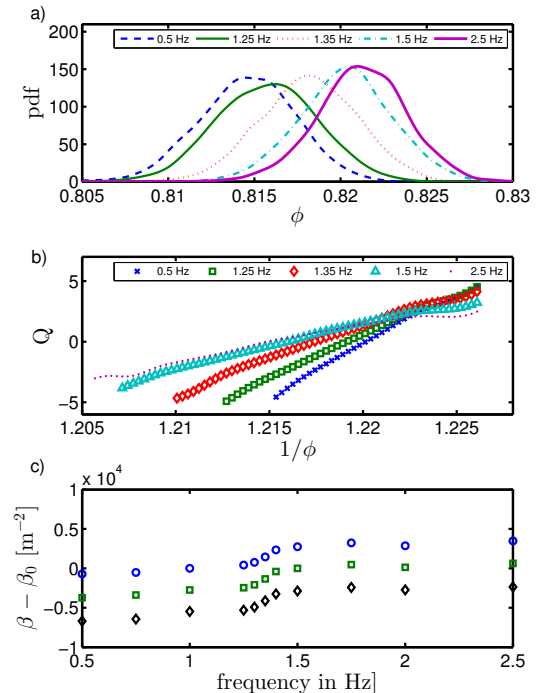 a)
0.5 Hz 1.25 Hz 1.35 Hz 1.5 Hz 2.5 Hz
200
150
100
50
0
pdf
0.805 0.81 0.815 0.82 0.825 0.83
ϕ
b)
0.5 Hz 1.25 Hz 1.35 Hz 1.5 Hz 2.5 Hz
5
0
−5
Q
1.205 1.21 1.215 1.22 1.225
1/ϕ
c)
x 10⁴
1
0.5
0
−0.5
−1
β − β₀ [m⁻²]
0.5 1 1.5 2 2.5
frequency in Hz]